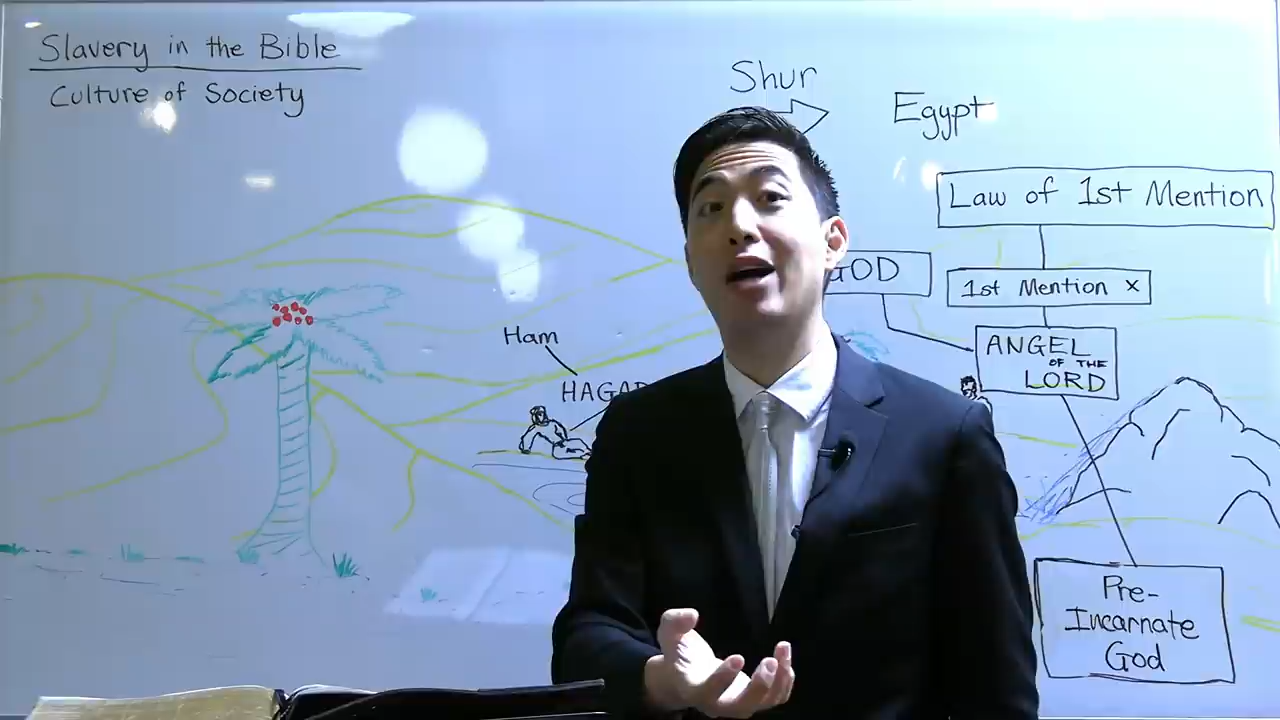 Slavery in the Bible
Culture of Society
Shur
Egypt
Law of 1st Mention
GOD
1st Mention x
ANGEL
OF THE
LORD
Ham
HAGAR
Pre-
Incarnate
God